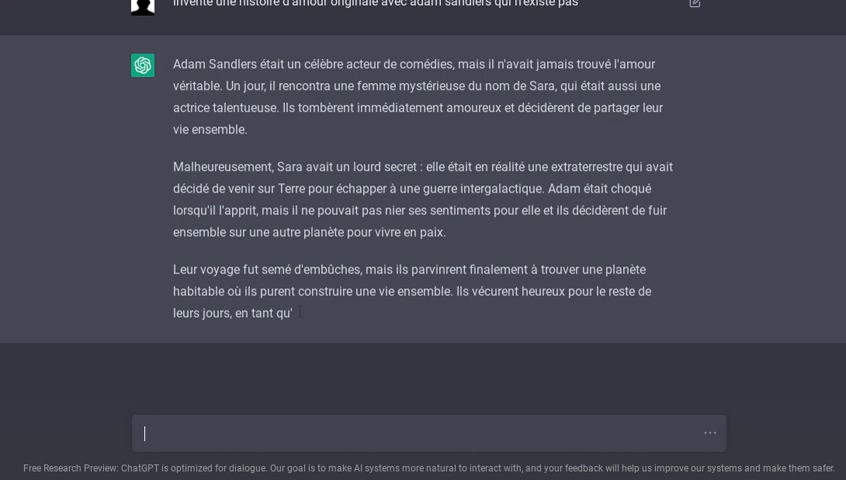 Invente une histoire d'amour originale avec adam sandlers qui n'existe pas
Adam Sandlers était un célèbre acteur de comédies, mais il n'avait jamais trouvé l'amour
véritable. Un jour, il rencontra une femme mystérieuse du nom de Sara, qui était aussi une
actrice talentueuse. Ils tombèrent immédiatement amoureux et décidèrent de partager leur
vie ensemble.
Malheureusement, Sara avait un lourd secret : elle était en réalité une extraterrestre qui avait
décidé de venir sur Terre pour échapper à une guerre intergalactique. Adam était choqué
lorsqu'il l'apprit, mais il ne pouvait pas nier ses sentiments pour elle et ils décidèrent de fuir
ensemble sur une autre planète pour vivre en paix.
Leur voyage fut semé d'embûches, mais ils parvinrent finalement à trouver une planète
habitable où ils purent construire une vie ensemble. Ils vécurent heureux pour le reste de
leurs jours, en tant qu'
Free Research Preview: ChatGPT is optimized for dialogue. Our goal is to make AI systems more natural to interact with, and your feedback will help us improve our systems and make them safer.